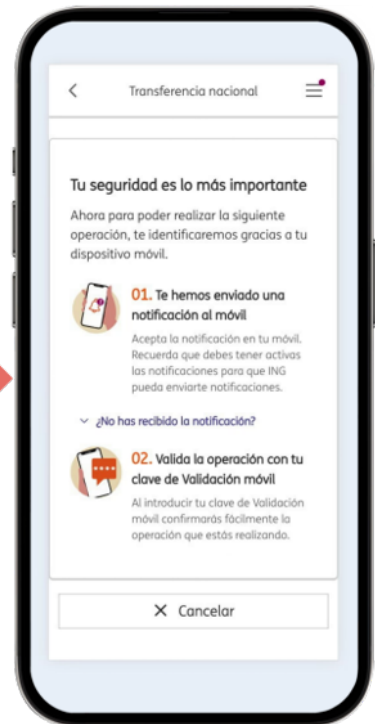 Transferencia nacional
Tu seguridad es lo más importante
Ahora para poder realizar la siguiente
operación, te identificaremos gracias a tu
dispositivo móvil.
01. Te hemos enviado una
notificación al móvil
Acepta la notificación en tu móvil.
Recuerda que debes tener activas
las notificaciones para que ING
pueda enviarte notificaciones.
¿No has recibido la notificación?
02. Valida la operación con tu
clave de Validación móvil
Al introducir tu clave de Validación
móvil confirmarás fácilmente la
operación que estás realizando.
Cancelar